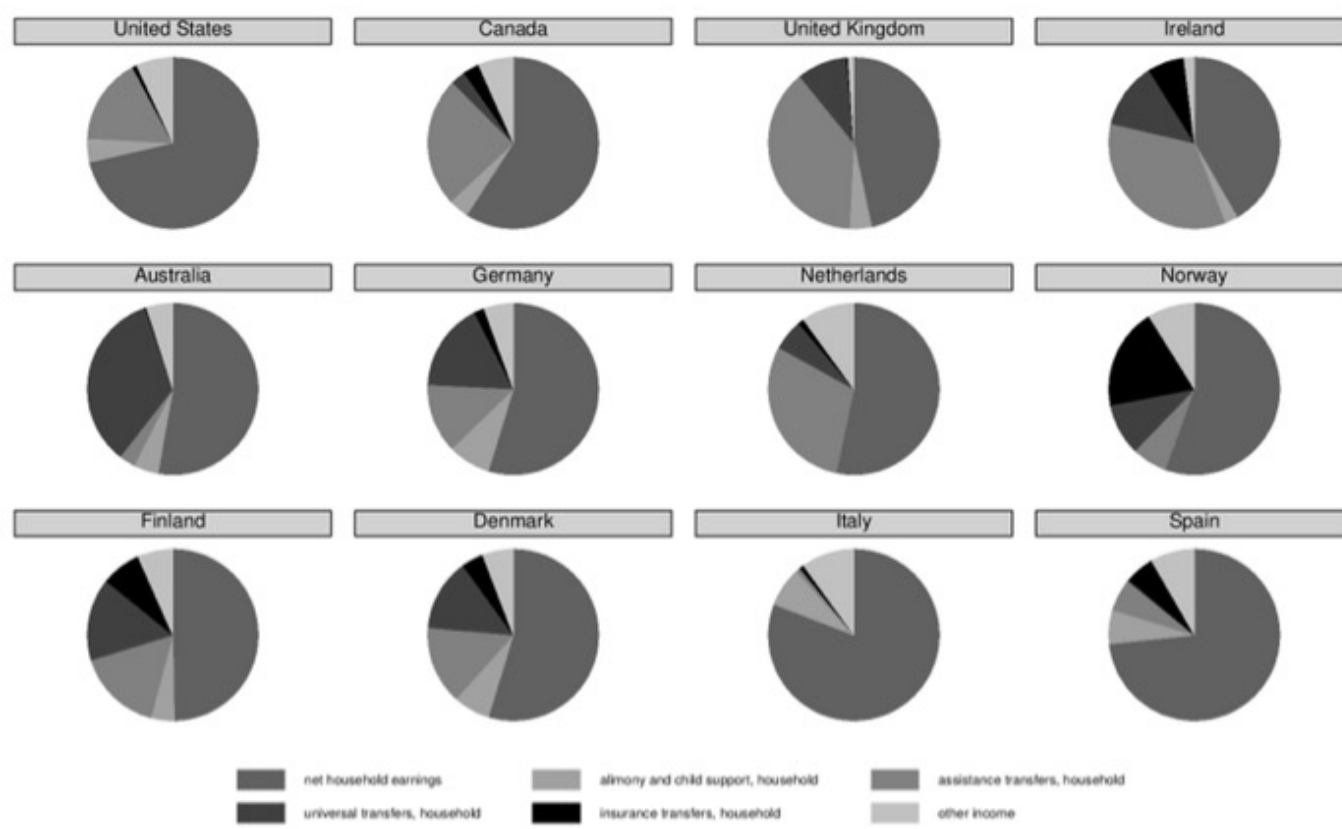 United States Canada United Kingdom Ireland
Australia Germany Netherlands Norway
Finland Denmark Italy Spain
net household earnings alimony and child support, household assistance transfers, household
universal transfers, household insurance transfers, household other income